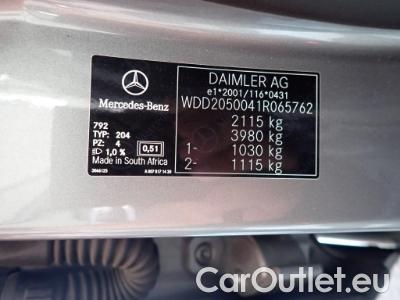 Mercedes-Benz
792
TYP: 204
PZ: 4
1,0 %
0,51
Made in South Africa
DAIMLER AG
e1*2001/116*0431
WDD2050041R065762
2115 kg
3980 kg
1- 1030 kg
2- 1115 kg
CarOutlet.eu